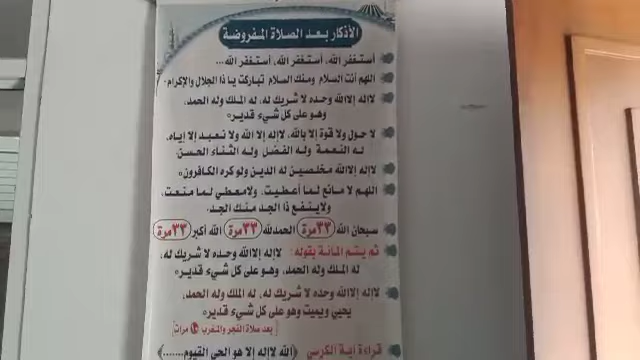 الأذكار بعد الصلاة المفروضة
أستغفر الله، أستغفر الله، أستغفر الله...
اللهم أنت السلام ومنك السلام تباركت يا ذا الجلال والإكرام.
لا إله إلا الله وحده لا شريك له، له الملك وله الحمد،
وهو على كل شيء قدير
لا حول ولا قوة إلا بالله، لا إله إلا الله ولا نعبد إلا إياه،
له النعمة وله الفضل وله الثناء الحسن،
لا إله إلا الله مخلصين له الدين ولو كره الكافرون
اللهم لا مانع لما أعطيت، ولا معطي لما منعت،
ولا ينفع ذا الجد منك الجد.
سبحان الله ٣٣ مرة الحمد لله ٣٣ مرة الله أكبر ٣٣ مرة
ثم يتم المائة بقوله: لا إله إلا الله وحده لا شريك له،
له الملك وله الحمد، وهو على كل شيء قدير
لا إله إلا الله وحده لا شريك له، له الملك وله الحمد،
يحيي ويميت وهو على كل شيء قدير
[بعد صلاة الفجر والمغرب ١٠ مرات]
قراءة آية الكرسي ﴿الله لا إله إلا هو الحي القيوم......﴾